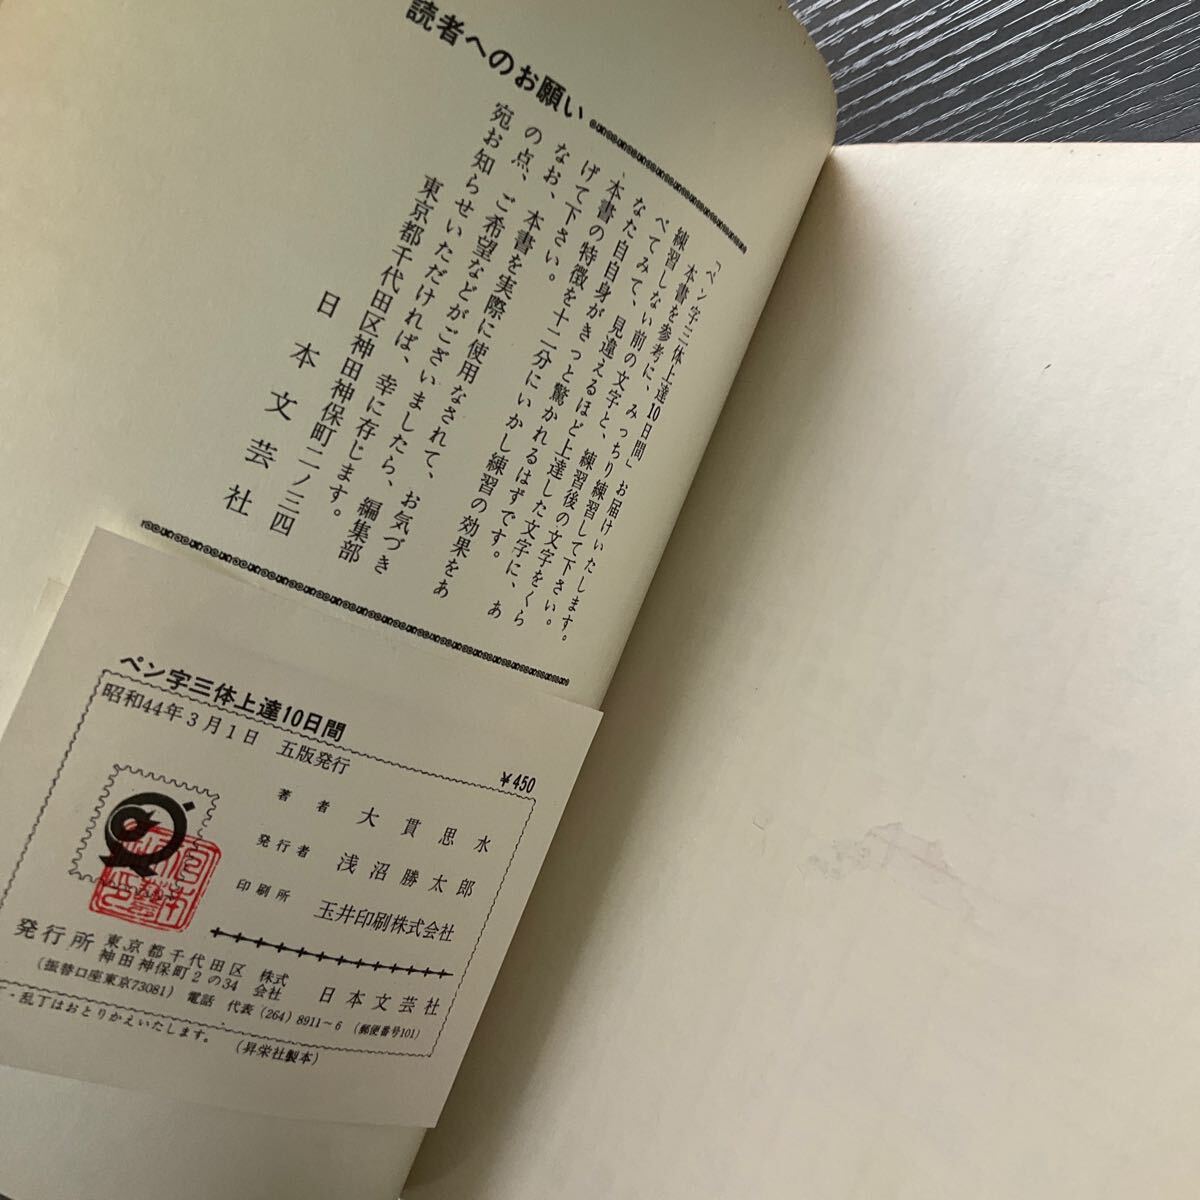 読者へのお願い
「ペン字三体上達10日間」お届けいたします。
本書を参考に、みっちり練習して下さい。
練習しない前の文字と、練習後の文字をくら
べてみて、見違えるほど上達した文字に、あ
なた自自身がきっと驚かれるはずです。
本書の特徴を十二分にいかし練習の効果をあ
げて下さい。
なお、本書を実際に使用なされて、お気づき
の点、ご希望などがございましたら、編集部
宛お知らせいただければ、幸に存じます。
東京都千代田区神田神保町二ノ三四
日本文芸社
ペン字三体上達10日間
昭和44年3月1日 五版発行
¥450
著者 大貫思水
発行者 浅沼勝太郎
印刷所 玉井印刷株式会社
発行所 東京都千代田区神田神保町2の34 株式会社 日本文芸社
(振替口座東京73081) 電話 代表(264)8911~6 (郵便番号101)
・乱丁はおとりかえいたします。 (昇栄社製本)